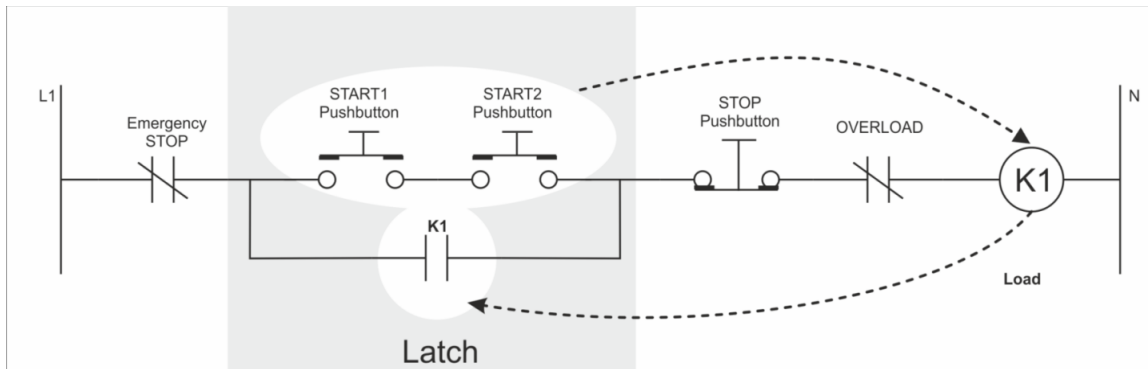 L1
Emergency
STOP
START1
Pushbutton
START2
Pushbutton
STOP
Pushbutton
OVERLOAD
N
K1
K1
Load
Latch